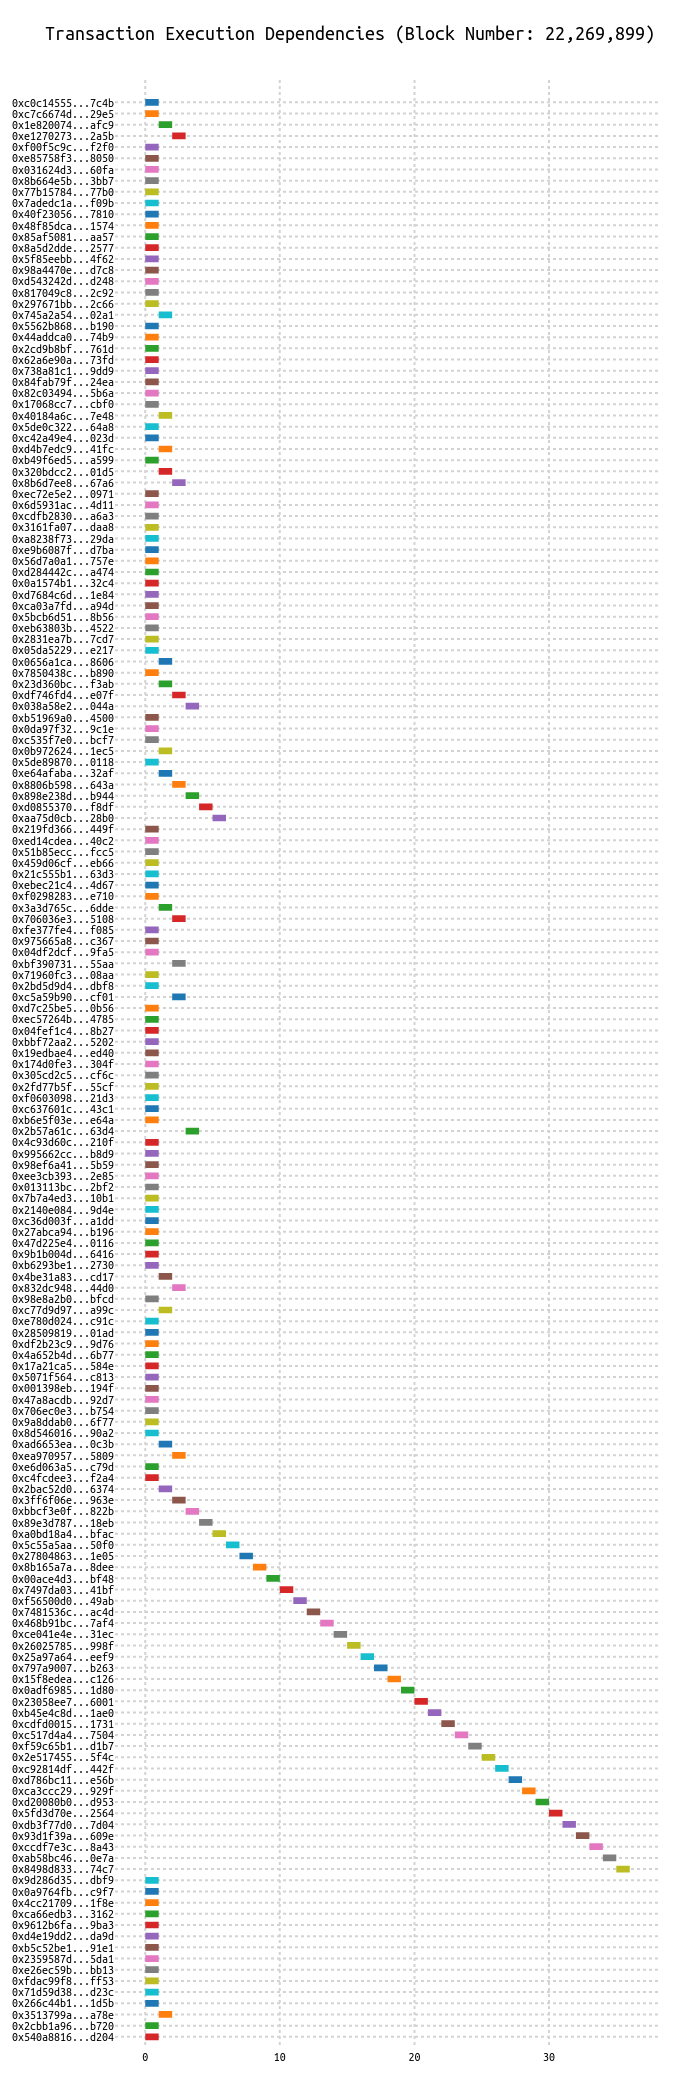 Transaction Execution Dependencies (Block Number: 22,269,899)
0xc0c14555...7c4b
0xc7c6674d...29e5
0x1e820074...afc9
0xe1270273...2a5b
0xf00f5c9c...f2f0
0xe85758f3...8050
0x031624d3...60fa
0x8b664e5b...3bb7
0x77b15784...77b0
0x7adedc1a...f09b
0x40f23056...7810
0x48f85dca...1574
0x85af5081...aa57
0x8a5d2dde...2577
0x5f85eebb...4f62
0x98a4470e...d7c8
0xd543242d...d248
0x817049c8...2c92
0x297671bb...2c66
0x745a2a54...02a1
0x5562b868...b190
0x44addca0...74b9
0x2cd9b8bf...761d
0x62a6e90a...73fd
0x738a81c1...9dd9
0x84fab79f...24ea
0x82c03494...5b6a
0x17068cc7...cbf0
0x40184a6c...7e48
0x5de0c322...64a8
0xc42a49e4...023d
0xd4b7edc9...41fc
0xb49f6ed5...a599
0x320bdcc2...01d5
0x8b6d7ee8...67a6
0xec72e5e2...0971
0x6d5931ac...4d11
0xcdfb2830...a6a3
0x3161fa07...daa8
0xa8238f73...29da
0xe9b6087f...d7ba
0x56d7a0a1...757e
0xd284442c...a474
0x0a1574b1...32c4
0xd7684c6d...1e84
0xca03a7fd...a94d
0x5bcb6d51...8b56
0xeb63803b...4522
0x2831ea7b...7cd7
0x05da5229...e217
0x0656a1ca...8606
0x7850438c...b890
0x23d360bc...f3ab
0xdf746fd4...e07f
0x038a58e2...044a
0xb51969a0...4500
0x0da97f32...9c1e
0xc535f7e0...bcf7
0x0b972624...1ec5
0x5de89870...0118
0xe64afaba...32af
0x8806b598...643a
0x898e238d...b944
0xd0855370...f8df
0xaa75d0cb...28b0
0x219fd366...449f
0xed14cdea...40c2
0x51b85ecc...fcc5
0x459d06cf...eb66
0x21c555b1...63d3
0xebec21c4...4d67
0xf0298283...e710
0x3a3d765c...6dde
0x706036e3...5108
0xfe377fe4...f085
0x975665a8...c367
0x04df2dcf...9fa5
0xbf390731...55aa
0x71960fc3...08aa
0x2bd5d9d4...dbf8
0xc5a59b90...cf01
0xd7c25be5...0b56
0xec57264b...4785
0x04fef1c4...8b27
0xbbf72aa2...5202
0x19edbae4...ed40
0x174d0fe3...304f
0x305cd2c5...cf6c
0x2fd77b5f...55cf
0xf0603098...21d3
0xc637601c...43c1
0xb6e5f03e...e64a
0x2b57a61c...63d4
0x4c93d60c...210f
0x995662cc...b8d9
0x98ef6a41...5b59
0xee3cb393...2e85
0x013113bc...2bf2
0x7b7a4ed3...10b1
0x2140e084...9d4e
0xc36d003f...a1dd
0x27abca94...b196
0x47d225e4...0116
0x9b1b004d...6416
0xb6293be1...2730
0x4be31a83...cd17
0x832dc948...44d0
0x98e8a2b0...bfcd
0xc77d9d97...a99c
0xe780d024...c91c
0x28509819...01ad
0xdf2b23c9...9d76
0x4a652b4d...6b77
0x17a21ca5...584e
0x5071f564...c813
0x001398eb...194f
0x47a8acdb...92d7
0x706ec0e3...b754
0x9a8ddab0...6f77
0x8d546016...90a2
0xad6653ea...0c3b
0xea970957...5809
0xe6d063a5...c79d
0xc4fcdee3...f2a4
0x2bac52d0...6374
0x3ff6f06e...963e
0xbbcf3e0f...822b
0x89e3d787...18eb
0xa0bd18a4...bfac
0x5c55a5aa...50f0
0x27804863...1e05
0x8b165a7a...8dee
0x00ace4d3...bf48
0x7497da03...41bf
0xf56500d0...49ab
0x7481536c...ac4d
0x468b91bc...7af4
0xce041e4e...31ec
0x26025785...998f
0x25a97a64...eef9
0x797a9007...b263
0x15f8edea...c126
0x0adf6985...1d80
0x23058ee7...6001
0xb45e4c8d...1ae0
0xcdfd0015...1731
0xc517d4a4...7504
0xf59c65b1...d1b7
0x2e517455...5f4c
0xc92814df...442f
0xd786bc11...e56b
0xca3ccc29...929f
0xd20080b0...d953
0x5fd3d70e...2564
0xdb3f77d0...7d04
0x93d1f39a...609e
0xccdf7e3c...8a43
0xab58bc46...0e7a
0x8498d833...74c7
0x9d286d35...dbf9
0x0a9764fb...c9f7
0x4cc21709...1f8e
0xca66edb3...3162
0x9612b6fa...9ba3
0xd4e19dd2...da9d
0xb5c52be1...91e1
0x2359587d...5da1
0xe26ec59b...bb13
0xfdac99f8...ff53
0x71d59d38...d23c
0x266c44b1...1d5b
0x3513799a...a78e
0x2cbb1a96...b720
0x540a8816...d204
0 10 20 30